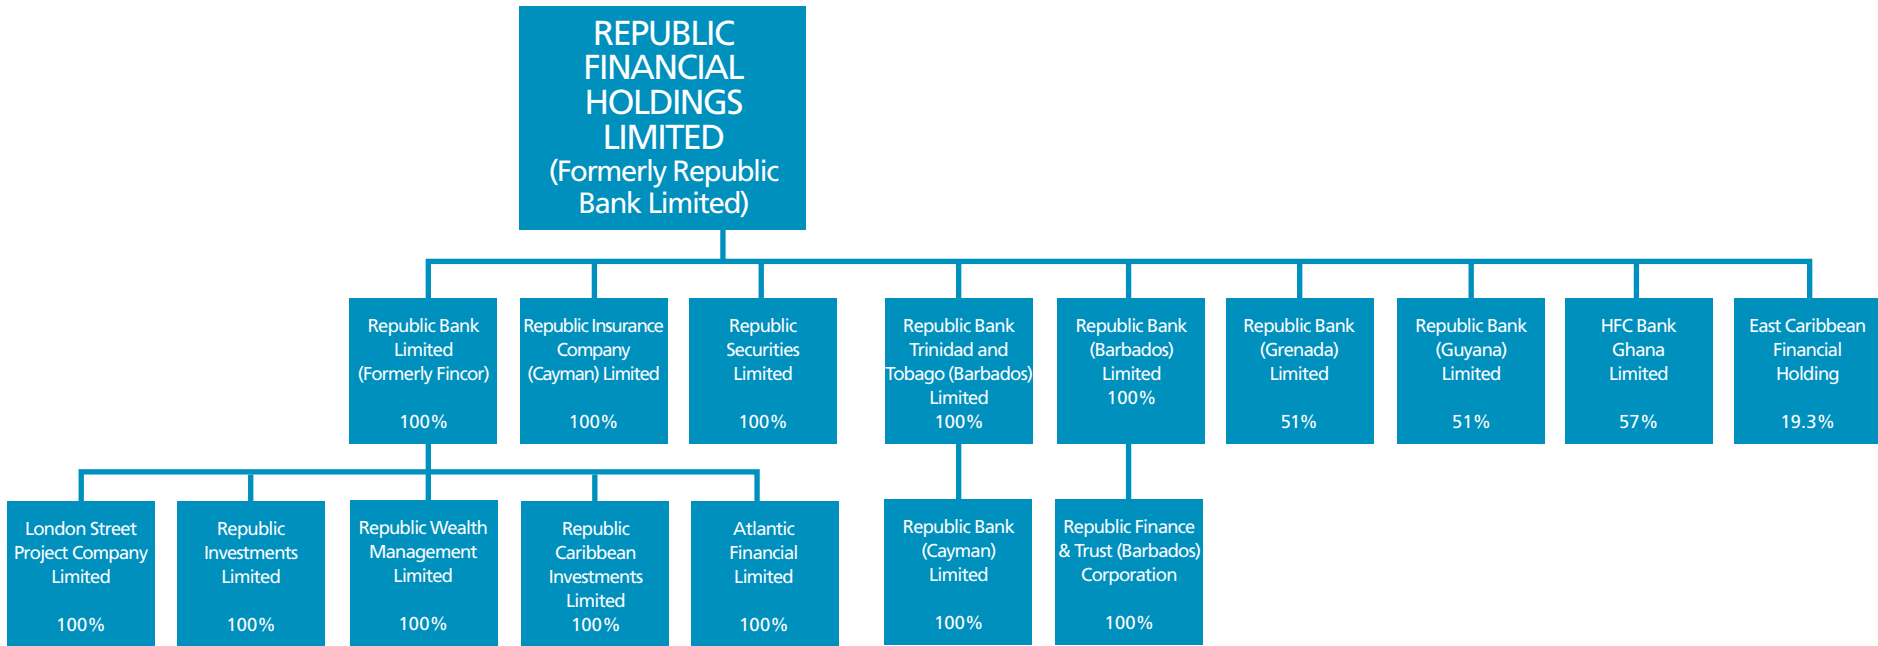 REPUBLIC
FINANCIAL
HOLDINGS
LIMITED
(Formerly Republic
Bank Limited)
Republic Bank
Limited
(Formerly Fincor)
100%
Republic Insurance
Company
(Cayman) Limited
100%
Republic
Securities
Limited
100%
Republic Bank
Trinidad and
Tobago (Barbados)
Limited
100%
Republic Bank
(Barbados)
Limited
100%
Republic Bank
(Grenada)
Limited
51%
Republic Bank
(Guyana)
Limited
51%
HFC Bank
Ghana
Limited
57%
East Caribbean
Financial
Holding
19.3%
London Street
Project Company
Limited
100%
Republic
Investments
Limited
100%
Republic Wealth
Management
Limited
100%
Republic
Caribbean
Investments
Limited
100%
Atlantic
Financial
Limited
100%
Republic Bank
(Cayman)
Limited
100%
Republic Finance
& Trust (Barbados)
Corporation
100%